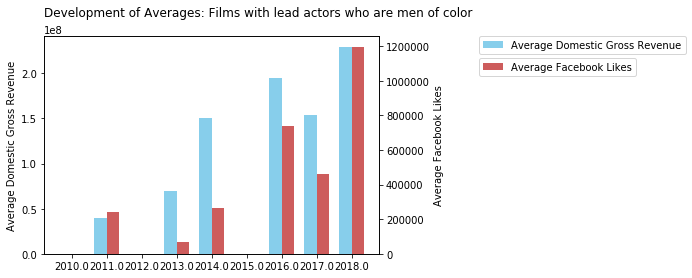 Development of Averages: Films with lead actors who are men of color
1e8
Average Domestic Gross Revenue
2.0
1.5
1.0
0.5
0.0
2010.0 2011.0 2012.0 2013.0 2014.0 2015.0 2016.0 2017.0 2018.0
1200000
1000000
800000
600000
400000
200000
0
Average Facebook Likes
Average Domestic Gross Revenue
Average Facebook Likes